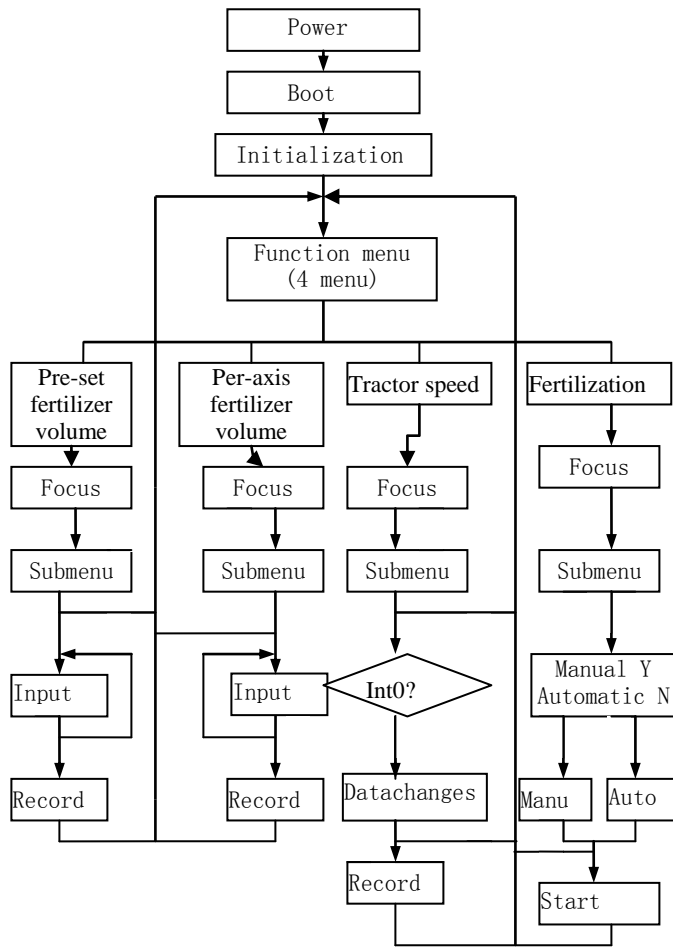 Power
Boot
Initialization
Function menu
(4 menu)
Pre-set
fertilizer
volume
Per-axis
fertilizer
volume
Tractor speed
Fertilization
Focus
Focus
Focus
Focus
Submenu
Submenu
Submenu
Submenu
Input
Input
Int0?
Manual Y
Automatic N
Record
Record
Datachanges
Manu
Auto
Record
Start